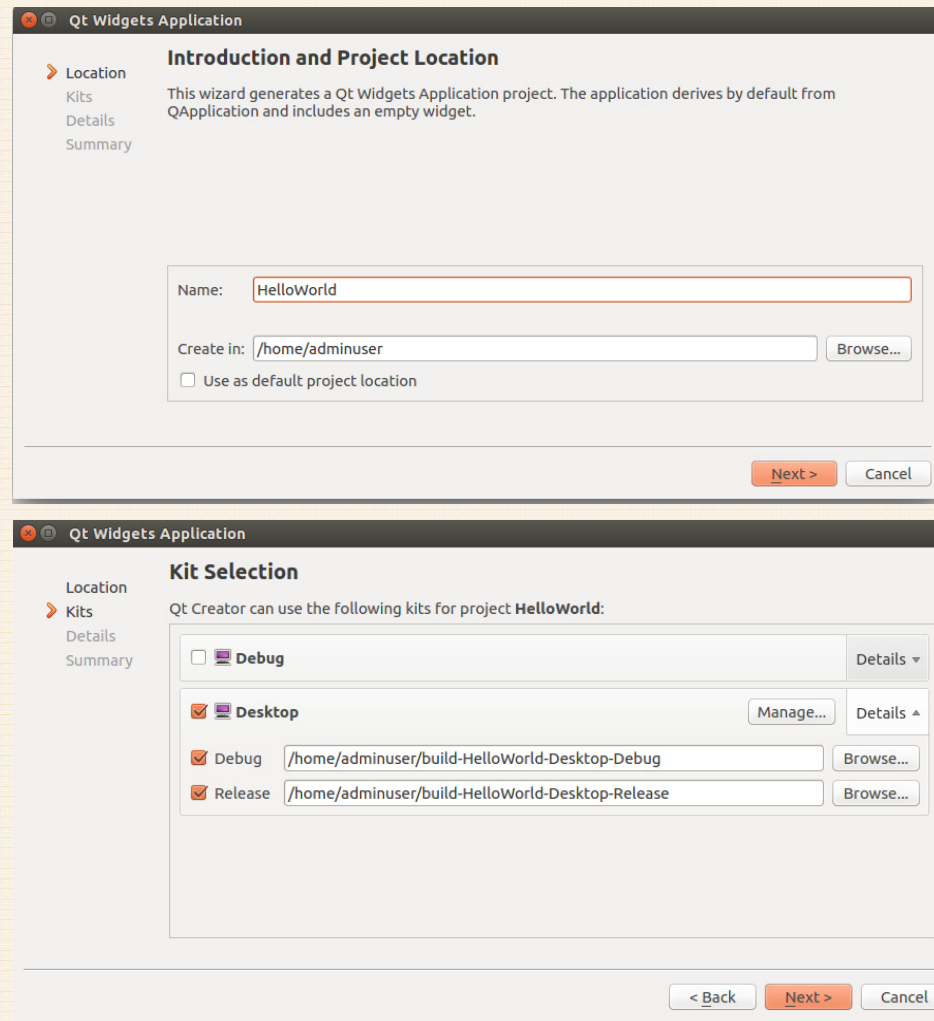 Qt Widgets Application
Introduction and Project Location
Location
Kits
Details
Summary
This wizard generates a Qt Widgets Application project. The application derives by default from
QApplication and includes an empty widget.
Name: HelloWorld
Create in: /home/adminuser Browse...
Use as default project location
Next > Cancel
Qt Widgets Application
Kit Selection
Location
Kits
Details
Summary
Qt Creator can use the following kits for project HelloWorld:
Debug Details
Desktop Manage... Details
Debug /home/adminuser/build-HelloWorld-Desktop-Debug Browse...
Release /home/adminuser/build-HelloWorld-Desktop-Release Browse...
< Back Next > Cancel